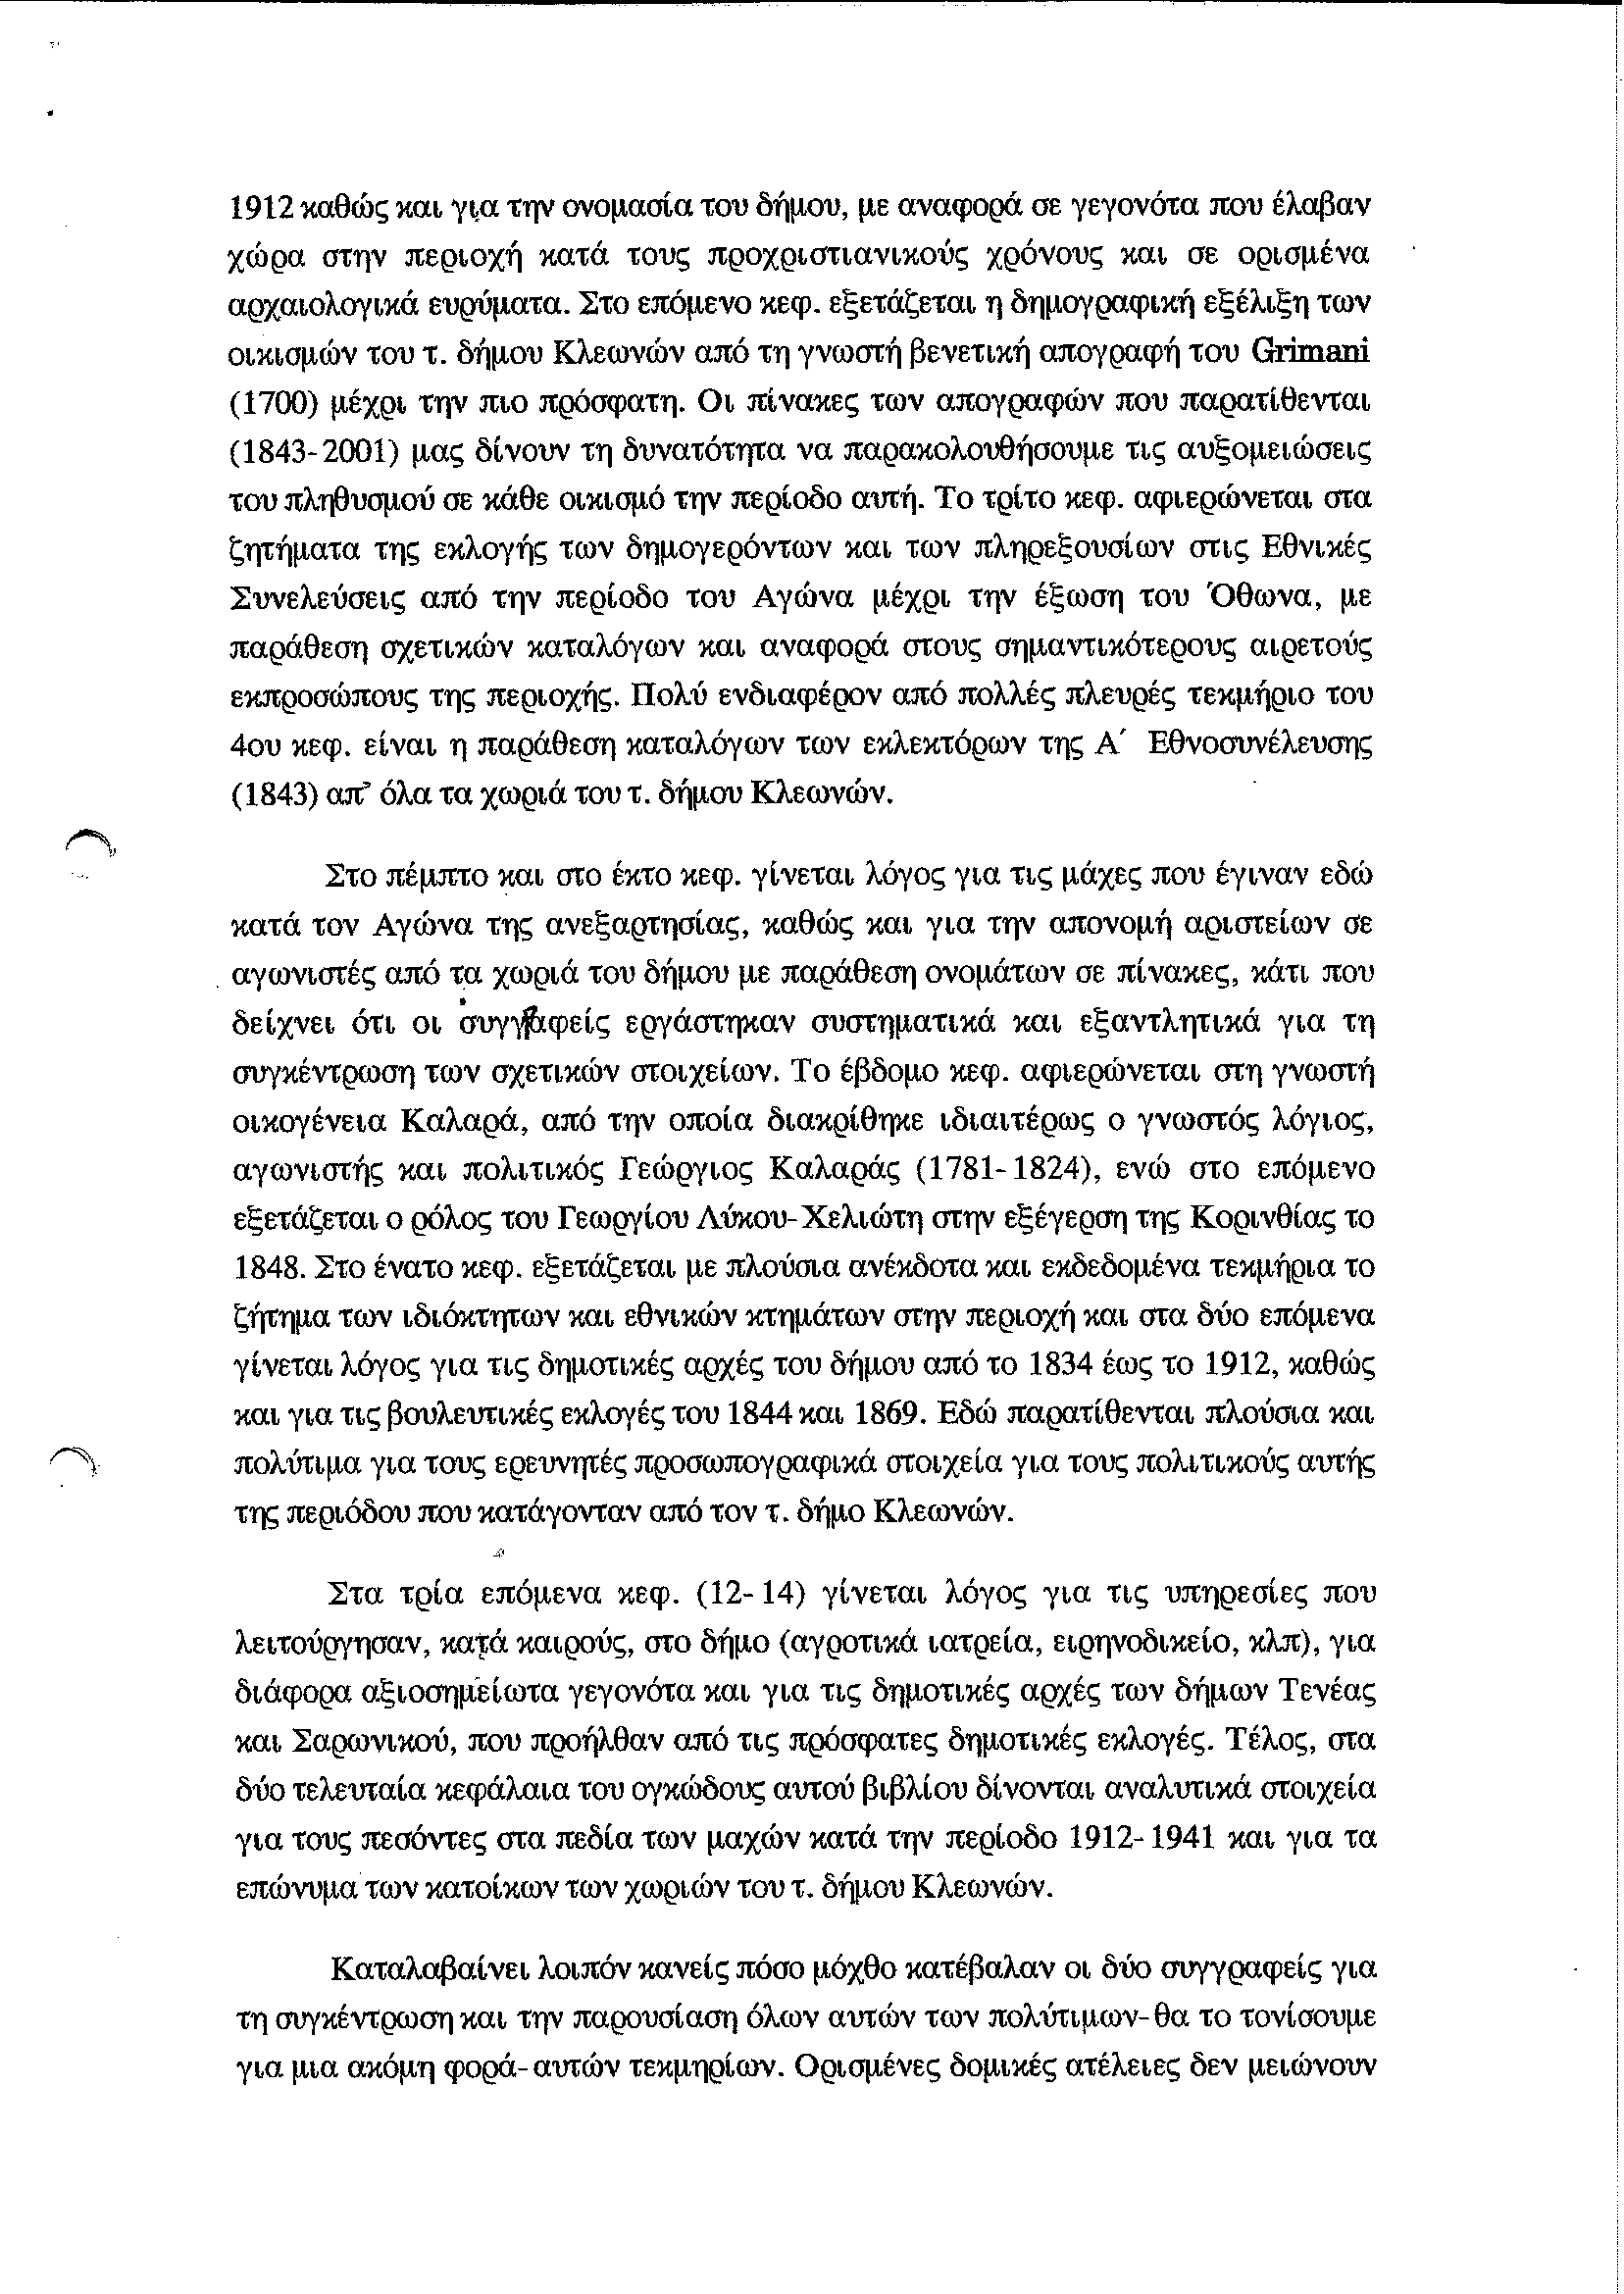 1912 καθώς και για την ονομασία του δήμου, με αναφορά σε γεγονότα που έλαβαν
χώρα στην περιοχή κατά τους προχριστιανικούς χρόνους και σε ορισμένα
αρχαιολογικά ευρύματα. Στο επόμενο κεφ. εξετάζεται η δημογραφική εξέλιξη των
οικισμών του τ. δήμου Κλεωνών από τη γνωστή βενετική απογραφή του Grimani
(1700) μέχρι την πιο πρόσφατη. Οι πίνακες των απογραφών που παρατίθενται
(1843-2001) μας δίνουν τη δυνατότητα να παρακολουθήσουμε τις αυξομειώσεις
του πληθυσμού σε κάθε οικισμό την περίοδο αυτή. Το τρίτο κεφ. αφιερώνεται στα
ζητήματα της εκλογής των δημογερόντων και των πληρεξουσίων στις Εθνικές
Συνελεύσεις από την περίοδο του Αγώνα μέχρι την έξωση του Όθωνα, με
παράθεση σχετικών καταλόγων και αναφορά στους σημαντικότερους αιρετούς
εκπροσώπους της περιοχής. Πολύ ενδιαφέρον από πολλές πλευρές τεκμήριο του
4ου κεφ. είναι η παράθεση καταλόγων των εκλεκτόρων της Α΄ Εθνοσυνέλευσης
(1843) απ’ όλα τα χωριά του τ. δήμου Κλεωνών.
Στο πέμπτο και στο έκτο κεφ. γίνεται λόγος για τις μάχες που έγιναν εδώ
κατά τον Αγώνα της ανεξαρτησίας, καθώς και για την απονομή αριστείων σε
αγωνιστές από τα χωριά του δήμου με παράθεση ονομάτων σε πίνακες, κάτι που
δείχνει ότι οι συγγραφείς εργάστηκαν συστηματικά και εξαντλητικά για τη
συγκέντρωση των σχετικών στοιχείων. Το έβδομο κεφ. αφιερώνεται στη γνωστή
οικογένεια Καλαρά, από την οποία διακρίθηκε ιδιαιτέρως ο γνωστός λόγιος,
αγωνιστής και πολιτικός Γεώργιος Καλαράς (1781-1824), ενώ στο επόμενο
εξετάζεται ο ρόλος του Γεωργίου Λύκου-Χελιώτη στην εξέγερση της Κορινθίας το
1848. Στο ένατο κεφ. εξετάζεται με πλούσια ανέκδοτα και εκδεδομένα τεκμήρια το
ζήτημα των ιδιόκτητων και εθνικών κτημάτων στην περιοχή και στα δύο επόμενα
γίνεται λόγος για τις δημοτικές αρχές του δήμου από το 1834 έως το 1912, καθώς
και για τις βουλευτικές εκλογές του 1844 και 1869. Εδώ παρατίθενται πλούσια και
πολύτιμα για τους ερευνητές προσωπογραφικά στοιχεία για τους πολιτικούς αυτής
της περιόδου που κατάγονταν από τον τ. δήμο Κλεωνών.
Στα τρία επόμενα κεφ. (12-14) γίνεται λόγος για τις υπηρεσίες που
λειτούργησαν, κατά καιρούς, στο δήμο (αγροτικά ιατρεία, ειρηνοδικείο, κλπ), για
διάφορα αξιοσημείωτα γεγονότα και για τις δημοτικές αρχές των δήμων Τενέας
και Σαρωνικού, που προήλθαν από τις πρόσφατες δημοτικές εκλογές. Τέλος, στα
δύο τελευταία κεφάλαια του ογκώδους αυτού βιβλίου δίνονται αναλυτικά στοιχεία
για τους πεσόντες στα πεδία των μαχών κατά την περίοδο 1912-1941 και για τα
επώνυμα των κατοίκων των χωριών του τ. δήμου Κλεωνών.
Καταλαβαίνει λοιπόν κανείς πόσο μόχθο κατέβαλαν οι δύο συγγραφείς για
τη συγκέντρωση και την παρουσίαση όλων αυτών των πολύτιμων-θα το τονίσουμε
για μια ακόμη φορά-αυτών τεκμηρίων. Ορισμένες δομικές ατέλειες δεν μειώνουν